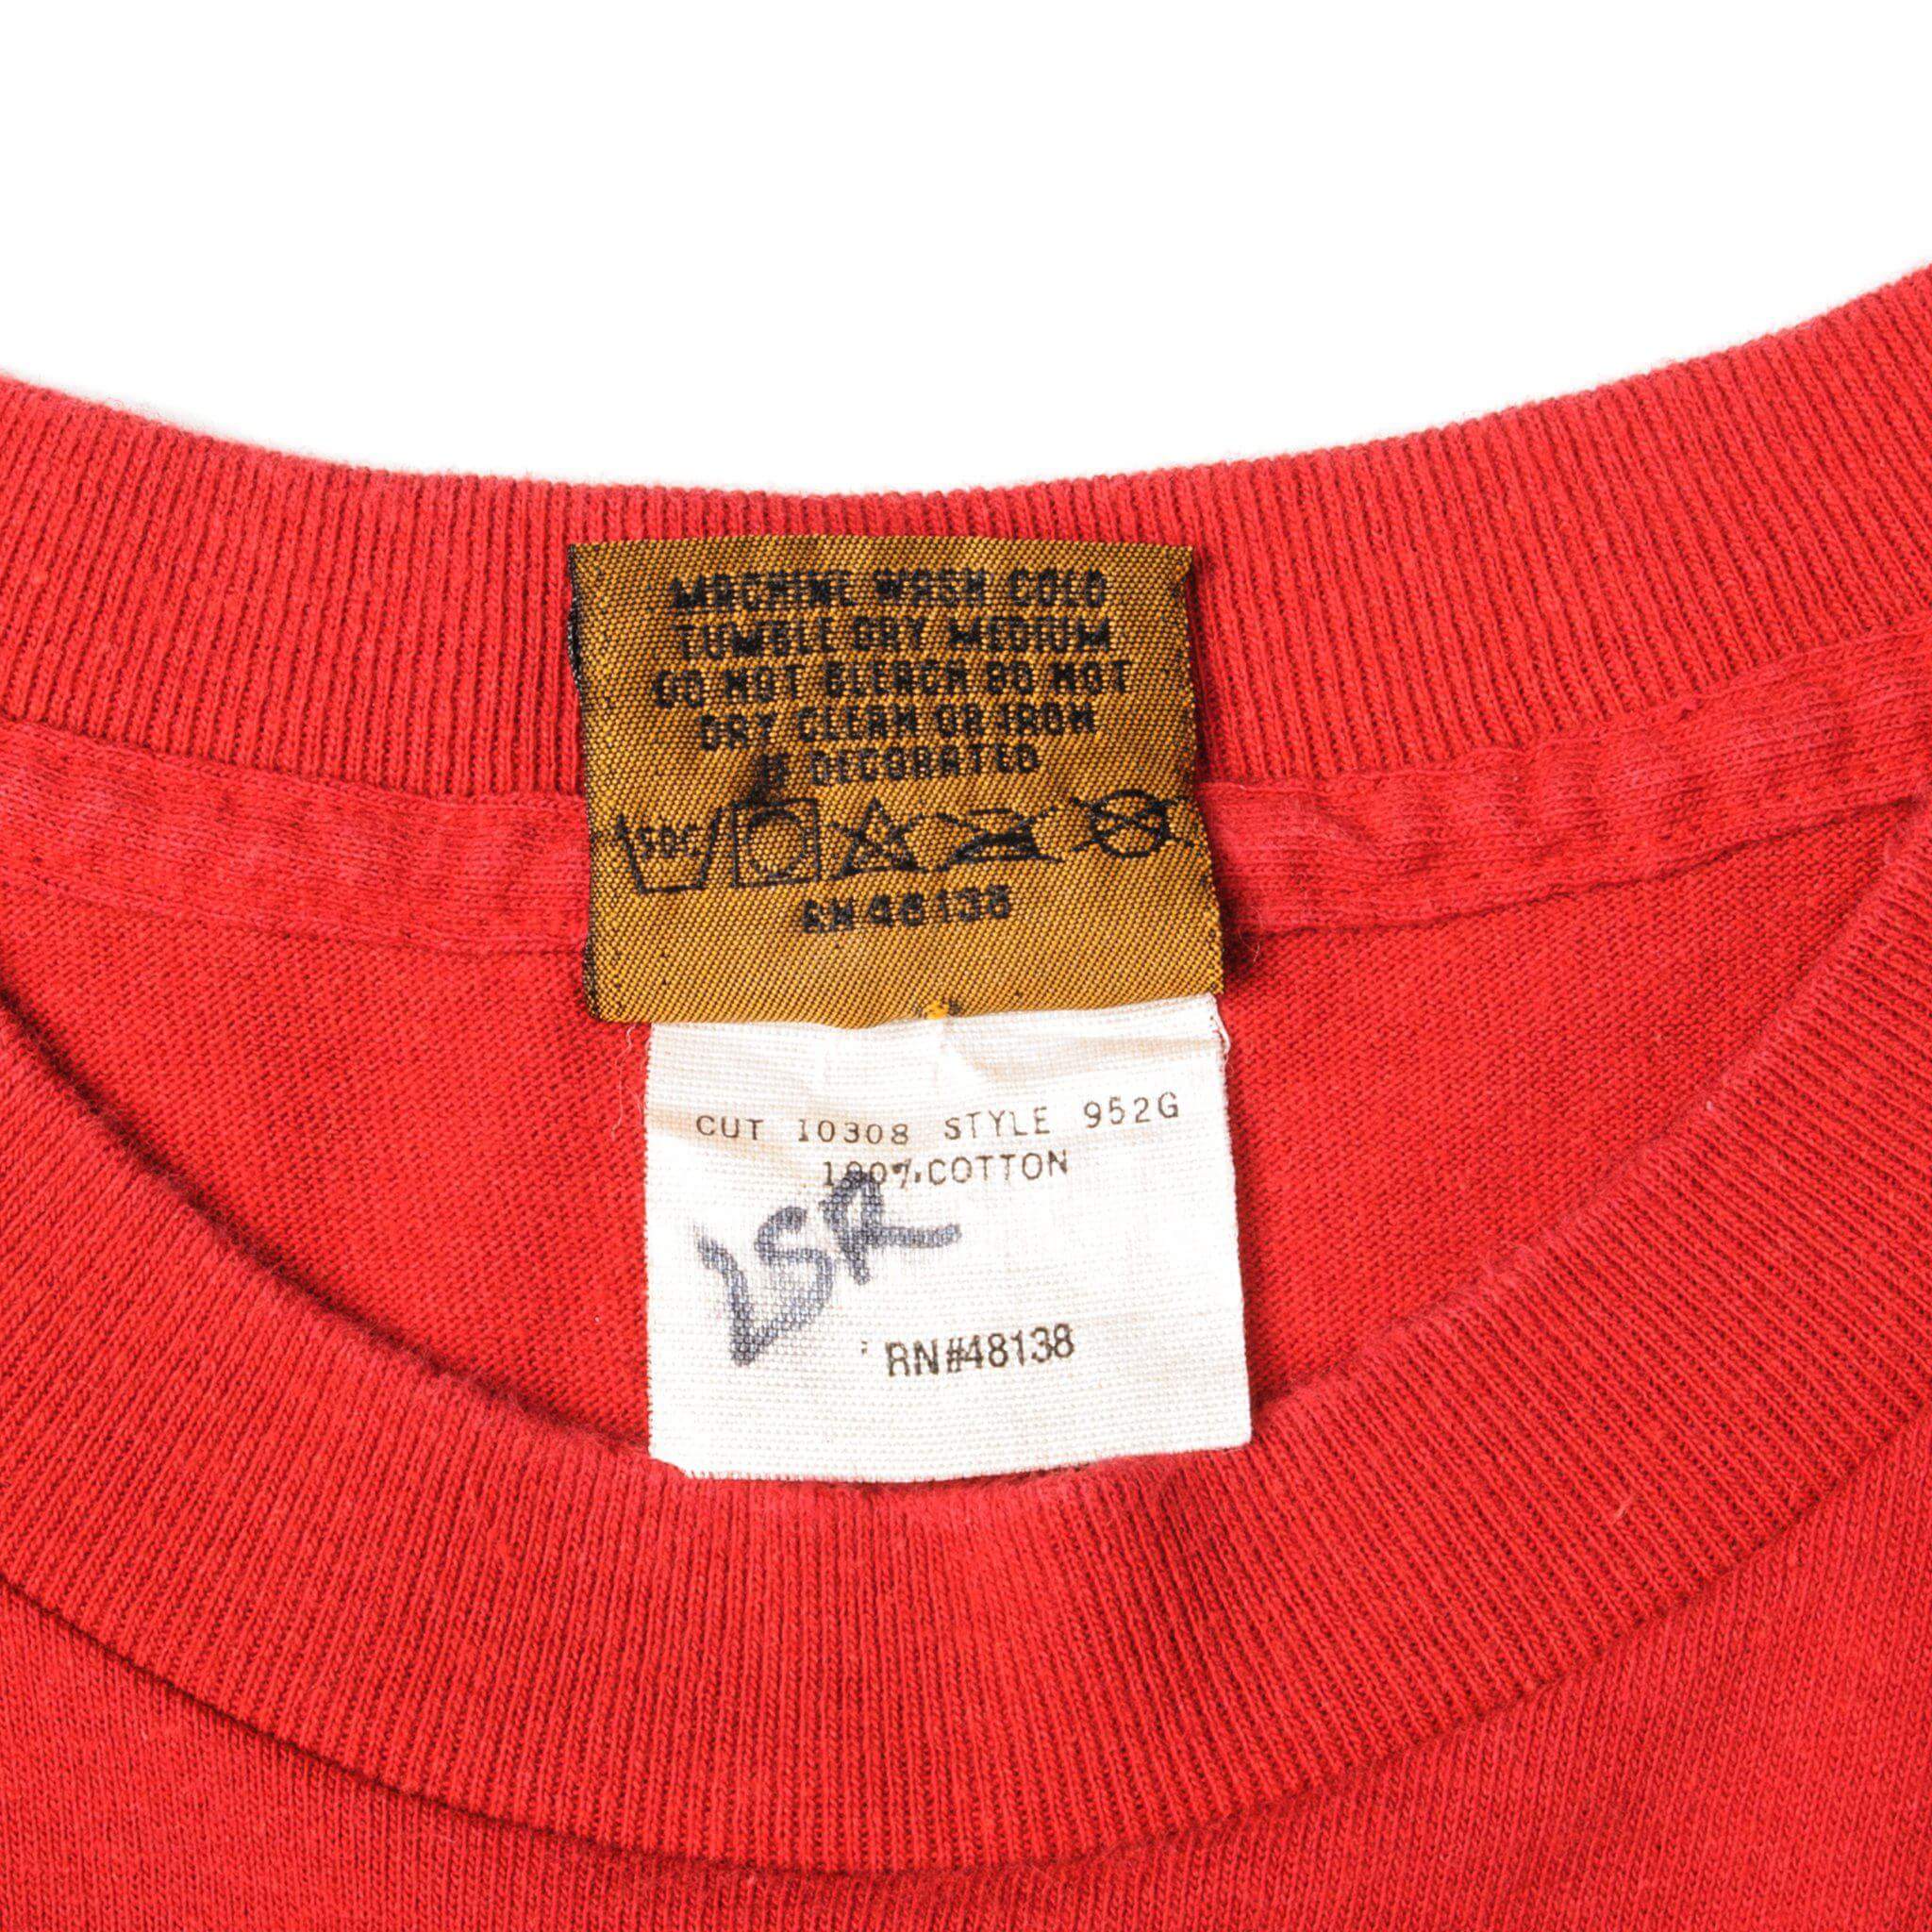 MACHINE WASH COLD
TUMBLE DRY MEDIUM
DO NOT BLEACH DO NOT
DRY CLEAN OR IRON
IF DECORATED
RN 48138
CUT 10308 STYLE 952G
100% COTTON
LSR
RN#48138